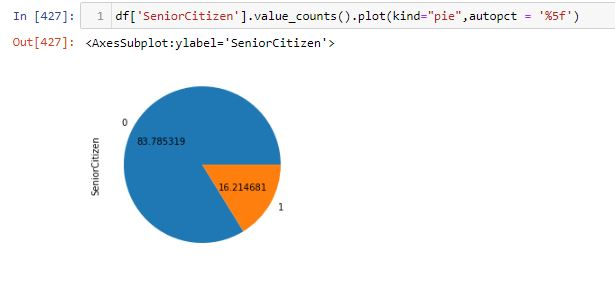 In [427]: 1 df['SeniorCitizen'].value_counts().plot(kind="pie",autopct = '%5f')
Out[427]: <AxesSubplot:ylabel='SeniorCitizen'>
0
83.785319
SeniorCitizen
16.214681
1